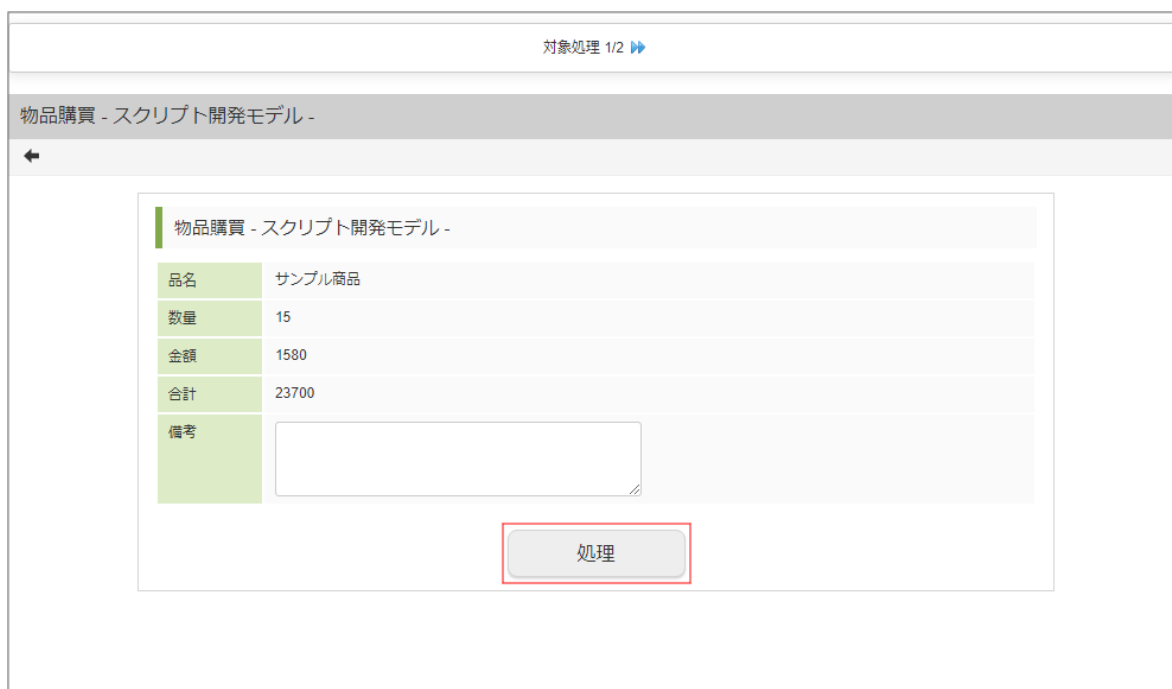 対象処理 1/2
物品購買 - スクリプト開発モデル -
物品購買 - スクリプト開発モデル -
品名 サンプル商品
数量 15
金額 1580
合計 23700
備考
処理